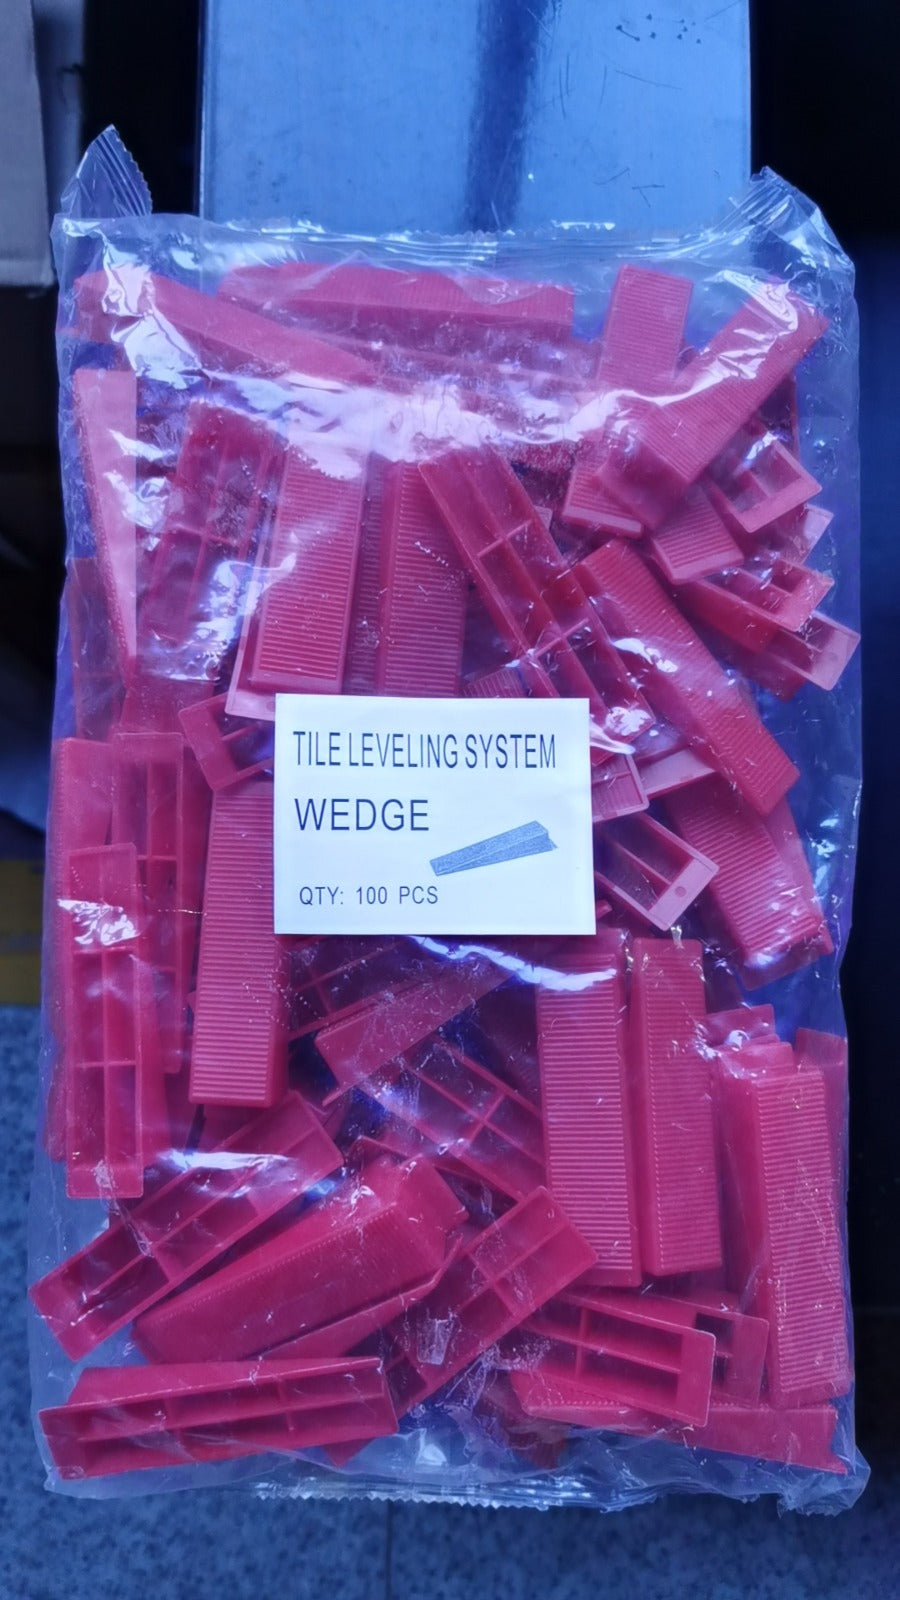 TILE LEVELING SYSTEM
WEDGE
QTY: 100 PCS